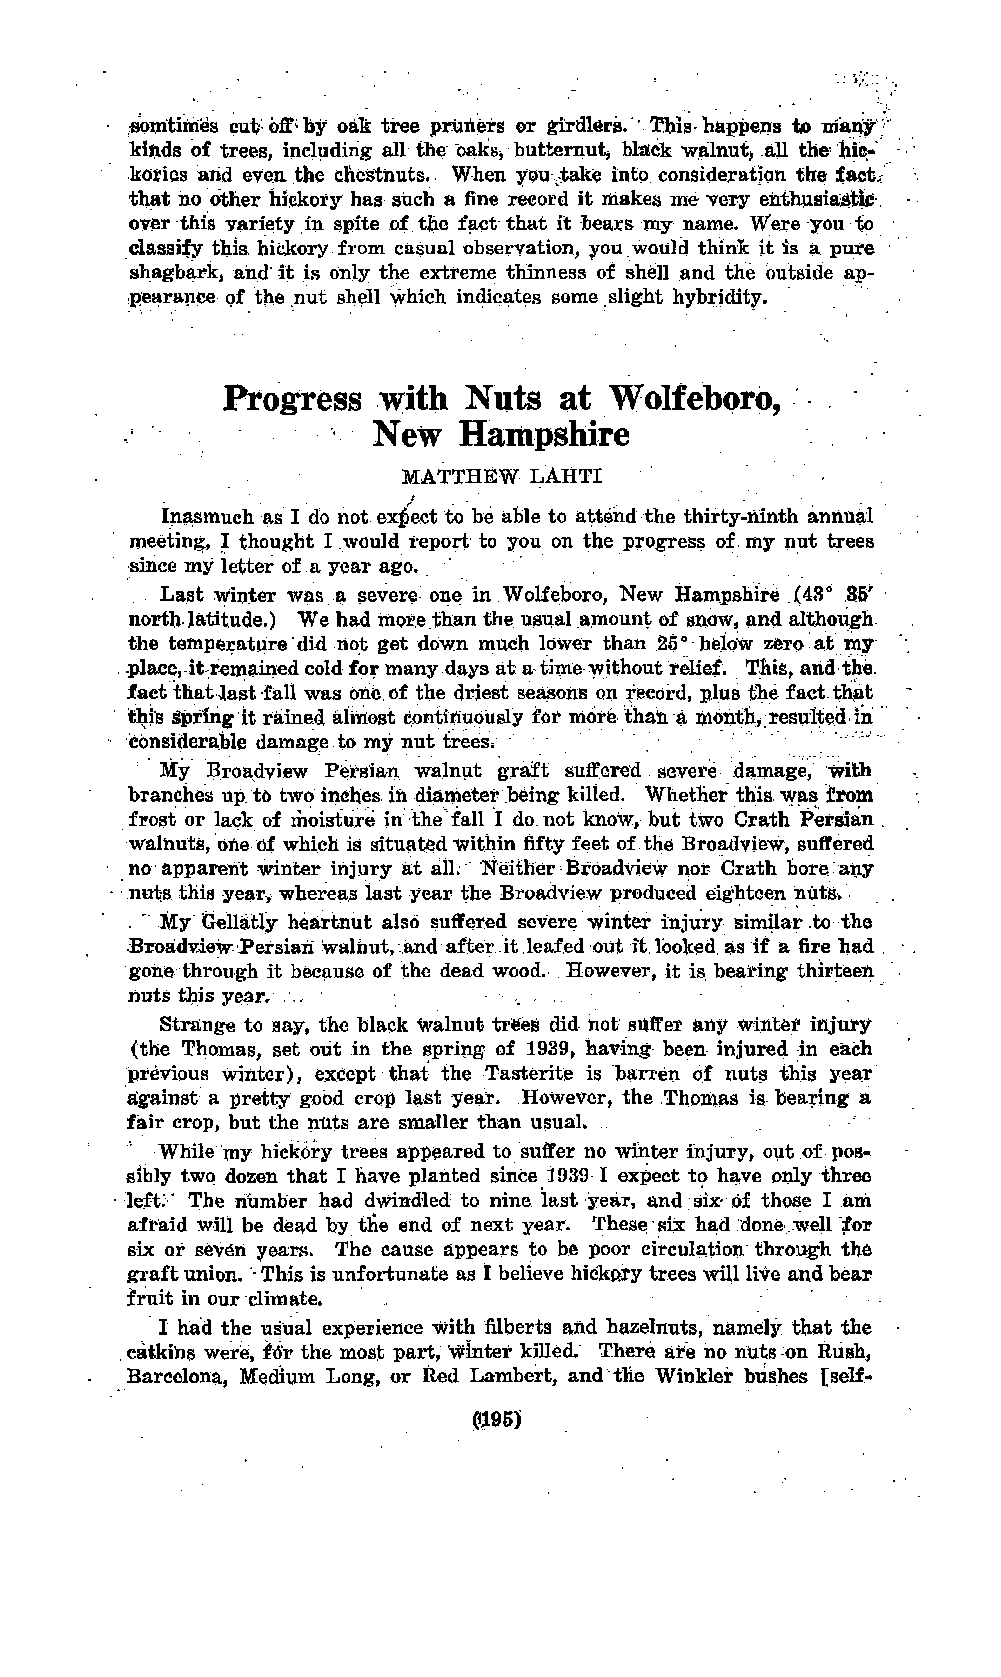 somtimes cut off by oak tree pruners or girdlers. This happens to many
kinds of trees, including all the oaks, butternut, black walnut, all the hic-
kories and even the chestnuts. When you take into consideration the fact
that no other hickory has such a fine record it makes me very enthusiastic
over this variety in spite of the fact that it bears my name. Were you to
classify this hickory from casual observation, you would think it is a pure
shagbark, and it is only the extreme thinness of shell and the outside ap-
pearance of the nut shell which indicates some slight hybridity.
Progress with Nuts at Wolfeboro,
New Hampshire
MATTHEW LAHTI
Inasmuch as I do not expect to be able to attend the thirty-ninth annual
meeting, I thought I would report to you on the progress of my nut trees
since my letter of a year ago.
Last winter was a severe one in Wolfeboro, New Hampshire (43° 35′
north latitude.) We had more than the usual amount of snow, and although
the temperature did not get down much lower than 25° below zero at my
place, it remained cold for many days at a time without relief. This, and the
fact that last fall was one of the driest seasons on record, plus the fact that
this spring it rained almost continuously for more than a month, resulted in
considerable damage to my nut trees.
My Broadview Persian walnut graft suffered severe damage, with
branches up to two inches in diameter being killed. Whether this was from
frost or lack of moisture in the fall I do not know, but two Crath Persian
walnuts, one of which is situated within fifty feet of the Broadview, suffered
no apparent winter injury at all. Neither Broadview nor Crath bore any
nuts this year, whereas last year the Broadview produced eighteen nuts.
My Gellatly heartnut also suffered severe winter injury similar to the
Broadview Persian walnut, and after it leafed out it looked as if a fire had
gone through it because of the dead wood. However, it is bearing thirteen
nuts this year.
Strange to say, the black walnut trees did not suffer any winter injury
(the Thomas, set out in the spring of 1939, having been injured in each
previous winter), except that the Tasterite is barren of nuts this year
against a pretty good crop last year. However, the Thomas is bearing a
fair crop, but the nuts are smaller than usual.
While my hickory trees appeared to suffer no winter injury, out of pos-
sibly two dozen that I have planted since 1939 I expect to have only three
left. The number had dwindled to nine last year, and six of those I am
afraid will be dead by the end of next year. These six had done well for
six or seven years. The cause appears to be poor circulation through the
graft union. This is unfortunate as I believe hickory trees will live and bear
fruit in our climate.
I had the usual experience with filberts and hazelnuts, namely that the
catkins were, for the most part, winter killed. There are no nuts on Rush,
Barcelona, Medium Long, or Red Lambert, and the Winkler bushes [self-
(195)